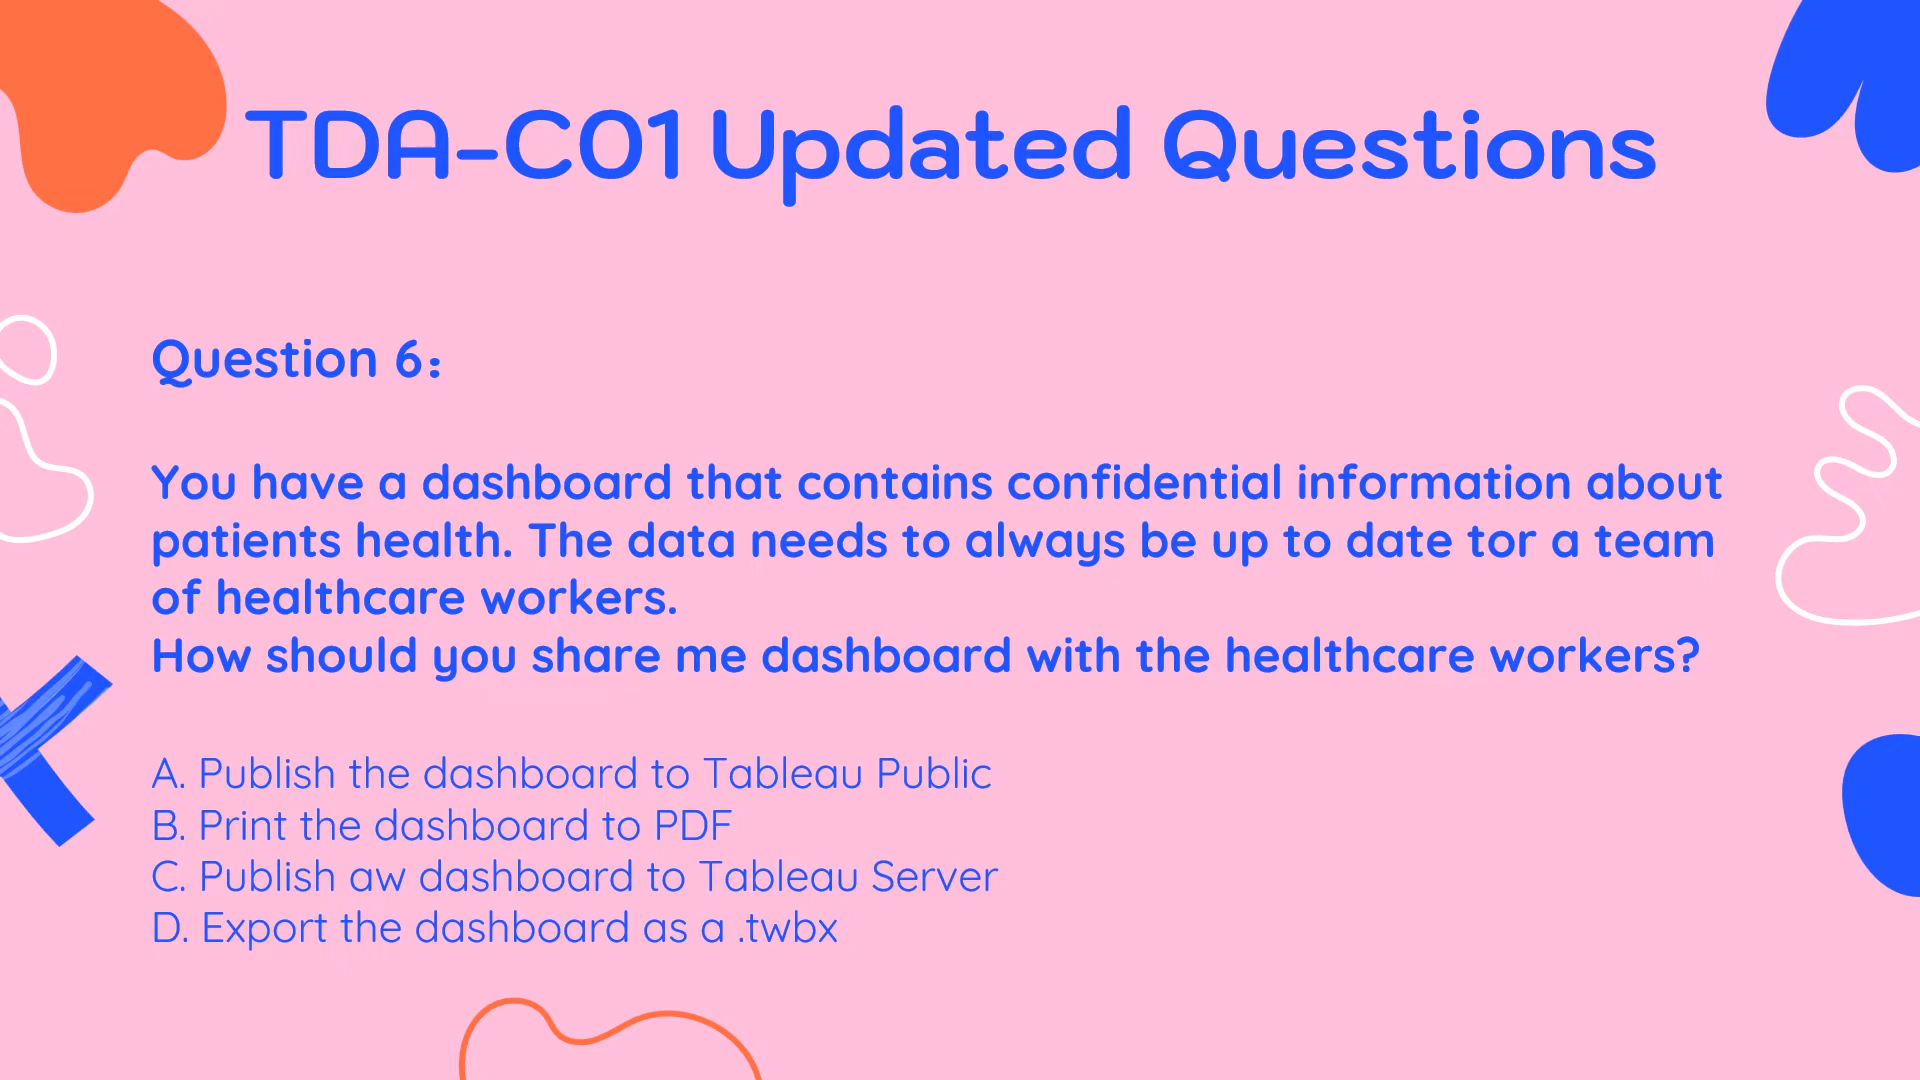 TDA-C01 Updated Questions
Question 6:
You have a dashboard that contains confidential information about
patients health. The data needs to always be up to date tor a team
of healthcare workers.
How should you share me dashboard with the healthcare workers?
A. Publish the dashboard to Tableau Public
B. Print the dashboard to PDF
C. Publish aw dashboard to Tableau Server
D. Export the dashboard as a .twbx